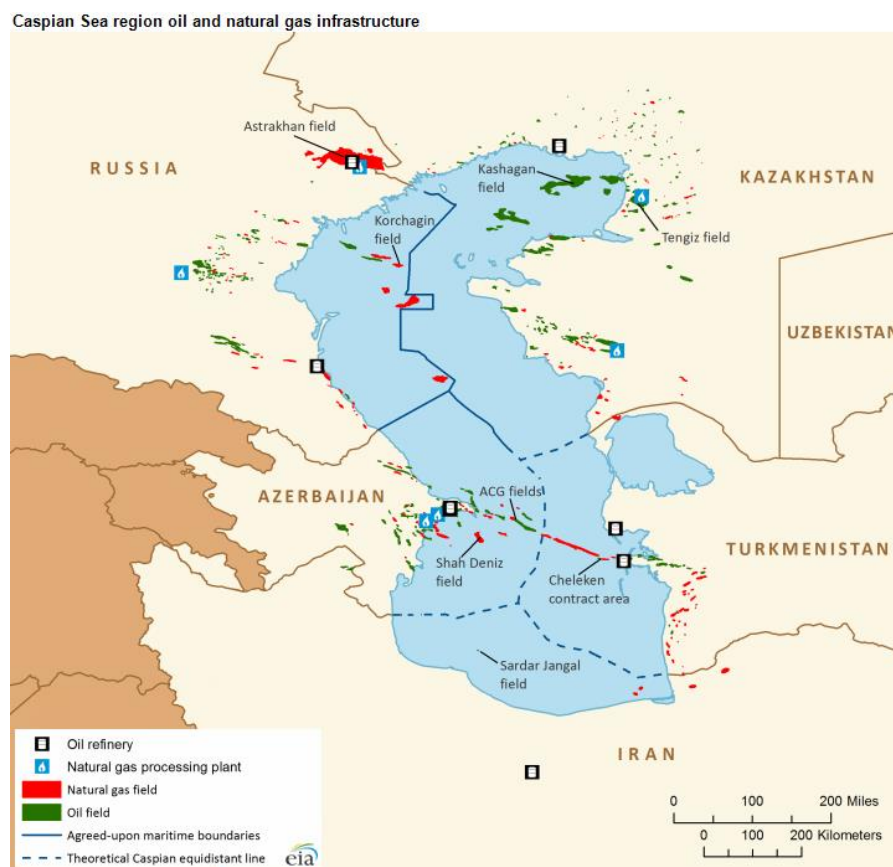 Caspian Sea region oil and natural gas infrastructure
Astrakhan field
RUSSIA
Kashagan
field
KAZAKHSTAN
Korchagin
field
Tengiz field
UZBEKISTAN
AZERBAIJAN
ACG fields
Shah Deniz
field
Cheleken
contract area
TURKMENISTAN
Sardar Jangal
field
IRAN
Oil refinery
Natural gas processing plant
Natural gas field
Oil field
Agreed-upon maritime boundaries
Theoretical Caspian equidistant line
eia
0 100 200 Miles
0 100 200 Kilometers